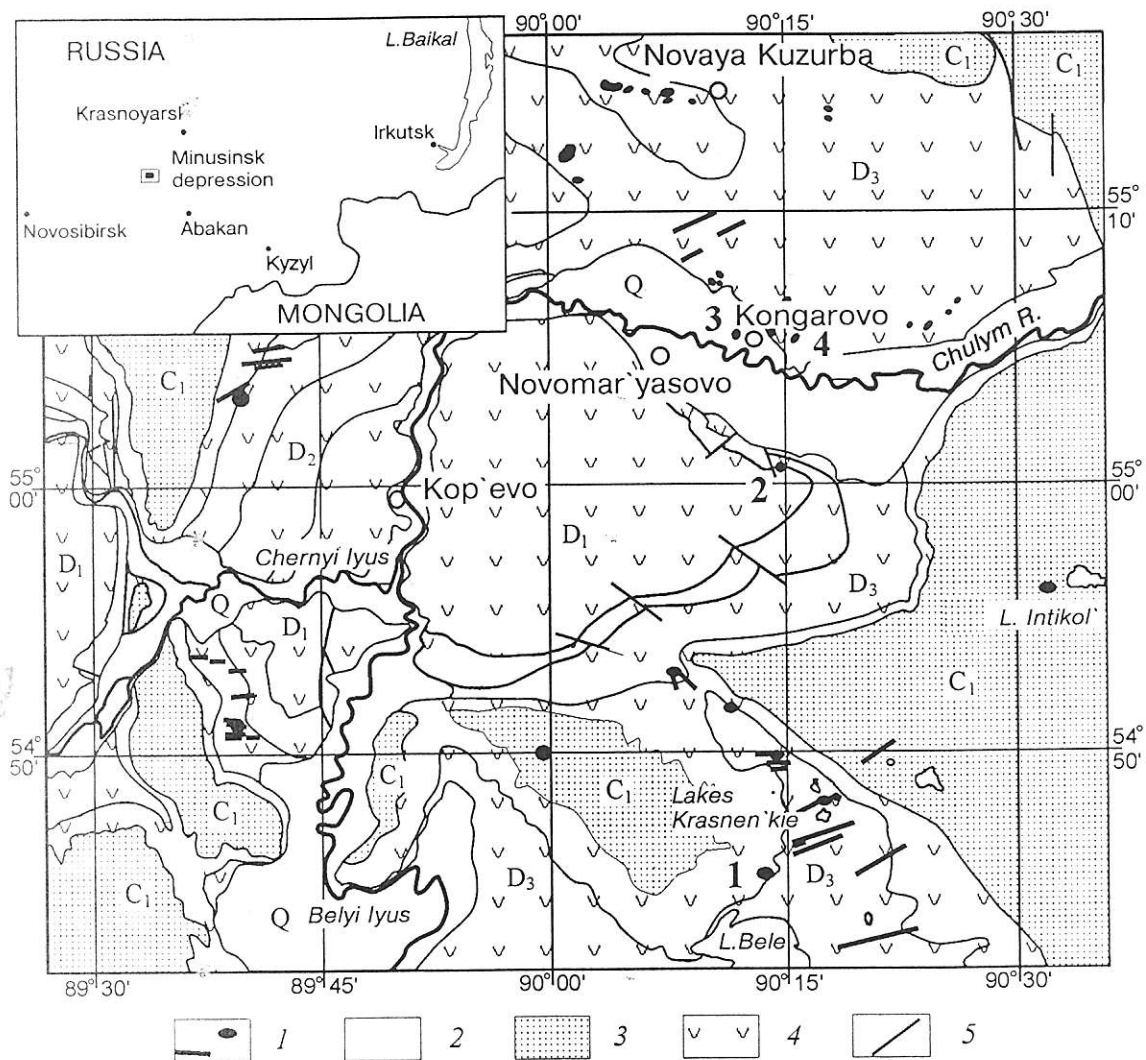 90°00' 90°15' 90°30'
RUSSIA
L.Baikal
Krasnoyarsk
Irkutsk
Minusinsk
depression
Novosibirsk
Abakan
Kyzyl
MONGOLIA
Novaya Kuzurba
C1
C1
D3
55°
10'
Q
3 Kongarovo
4
Chulym R.
C1
Novomar'yasovo
D2
55°
00'
Kop'evo
2
55°
00'
D1
Chernyi Iyus
D1
D3
Q
D1
L. Intikol'
C1
54°
50'
54°
50'
C1
C1
C1
Lakes
Krasnen'kie
1
D3
D3
C1
Q
Belyi Iyus
L.Bele
89°30' 89°45' 90°00' 90°15' 90°30'
1 2 3 4 5